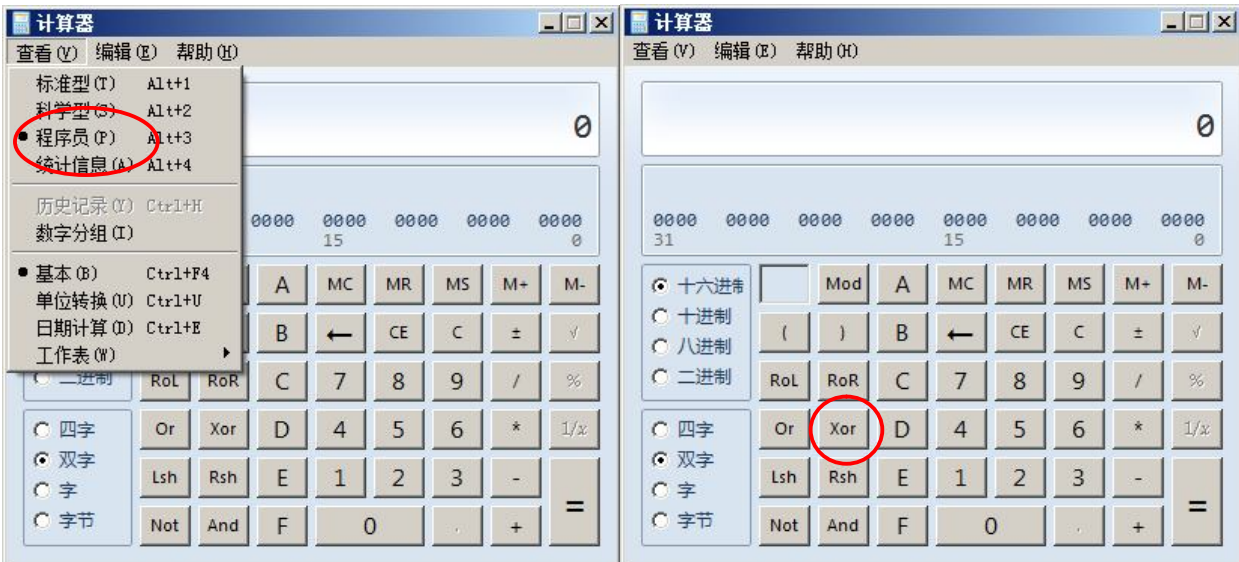 计算器
查看(V) 编辑(E) 帮助(H)
标准型(T) Alt+1
科学型(S) Alt+2
程序员(P) Alt+3
统计信息(A) Alt+4
历史记录(Y) Ctrl+H
数字分组(I)
基本(B) Ctrl+F4
单位转换(U) Ctrl+U
日期计算(D) Ctrl+E
工作表(W)
0
0000 0000 0000 0000 0000
15 0
A MC MR MS M+ M-
B ← CE C ± √
二进制 RoL RoR C 7 8 9 / %
四字 Or Xor D 4 5 6 * 1/x
双字
字 Lsh Rsh E 1 2 3 - =
字节 Not And F 0 . +
计算器
查看(V) 编辑(E) 帮助(H)
0
0000 0000 0000 0000 0000 0000 0000 0000
31 15 0
十六进制 Mod A MC MR MS M+ M-
十进制
八进制 ( ) B ← CE C ± √
二进制 RoL RoR C 7 8 9 / %
四字 Or Xor D 4 5 6 * 1/x
双字
字 Lsh Rsh E 1 2 3 - =
字节 Not And F 0 . +